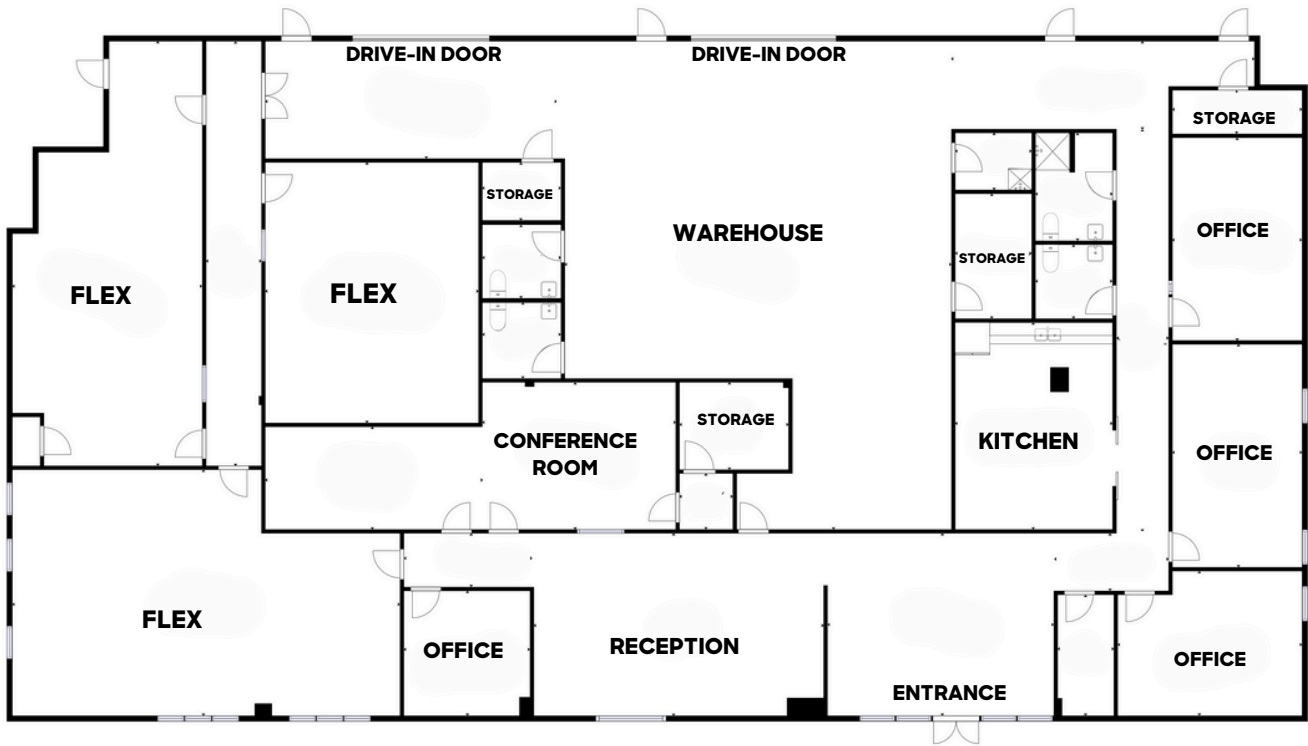 DRIVE-IN DOOR
DRIVE-IN DOOR
STORAGE
STORAGE
WAREHOUSE
OFFICE
STORAGE
FLEX
FLEX
STORAGE
CONFERENCE
ROOM
KITCHEN
OFFICE
FLEX
OFFICE
RECEPTION
OFFICE
ENTRANCE